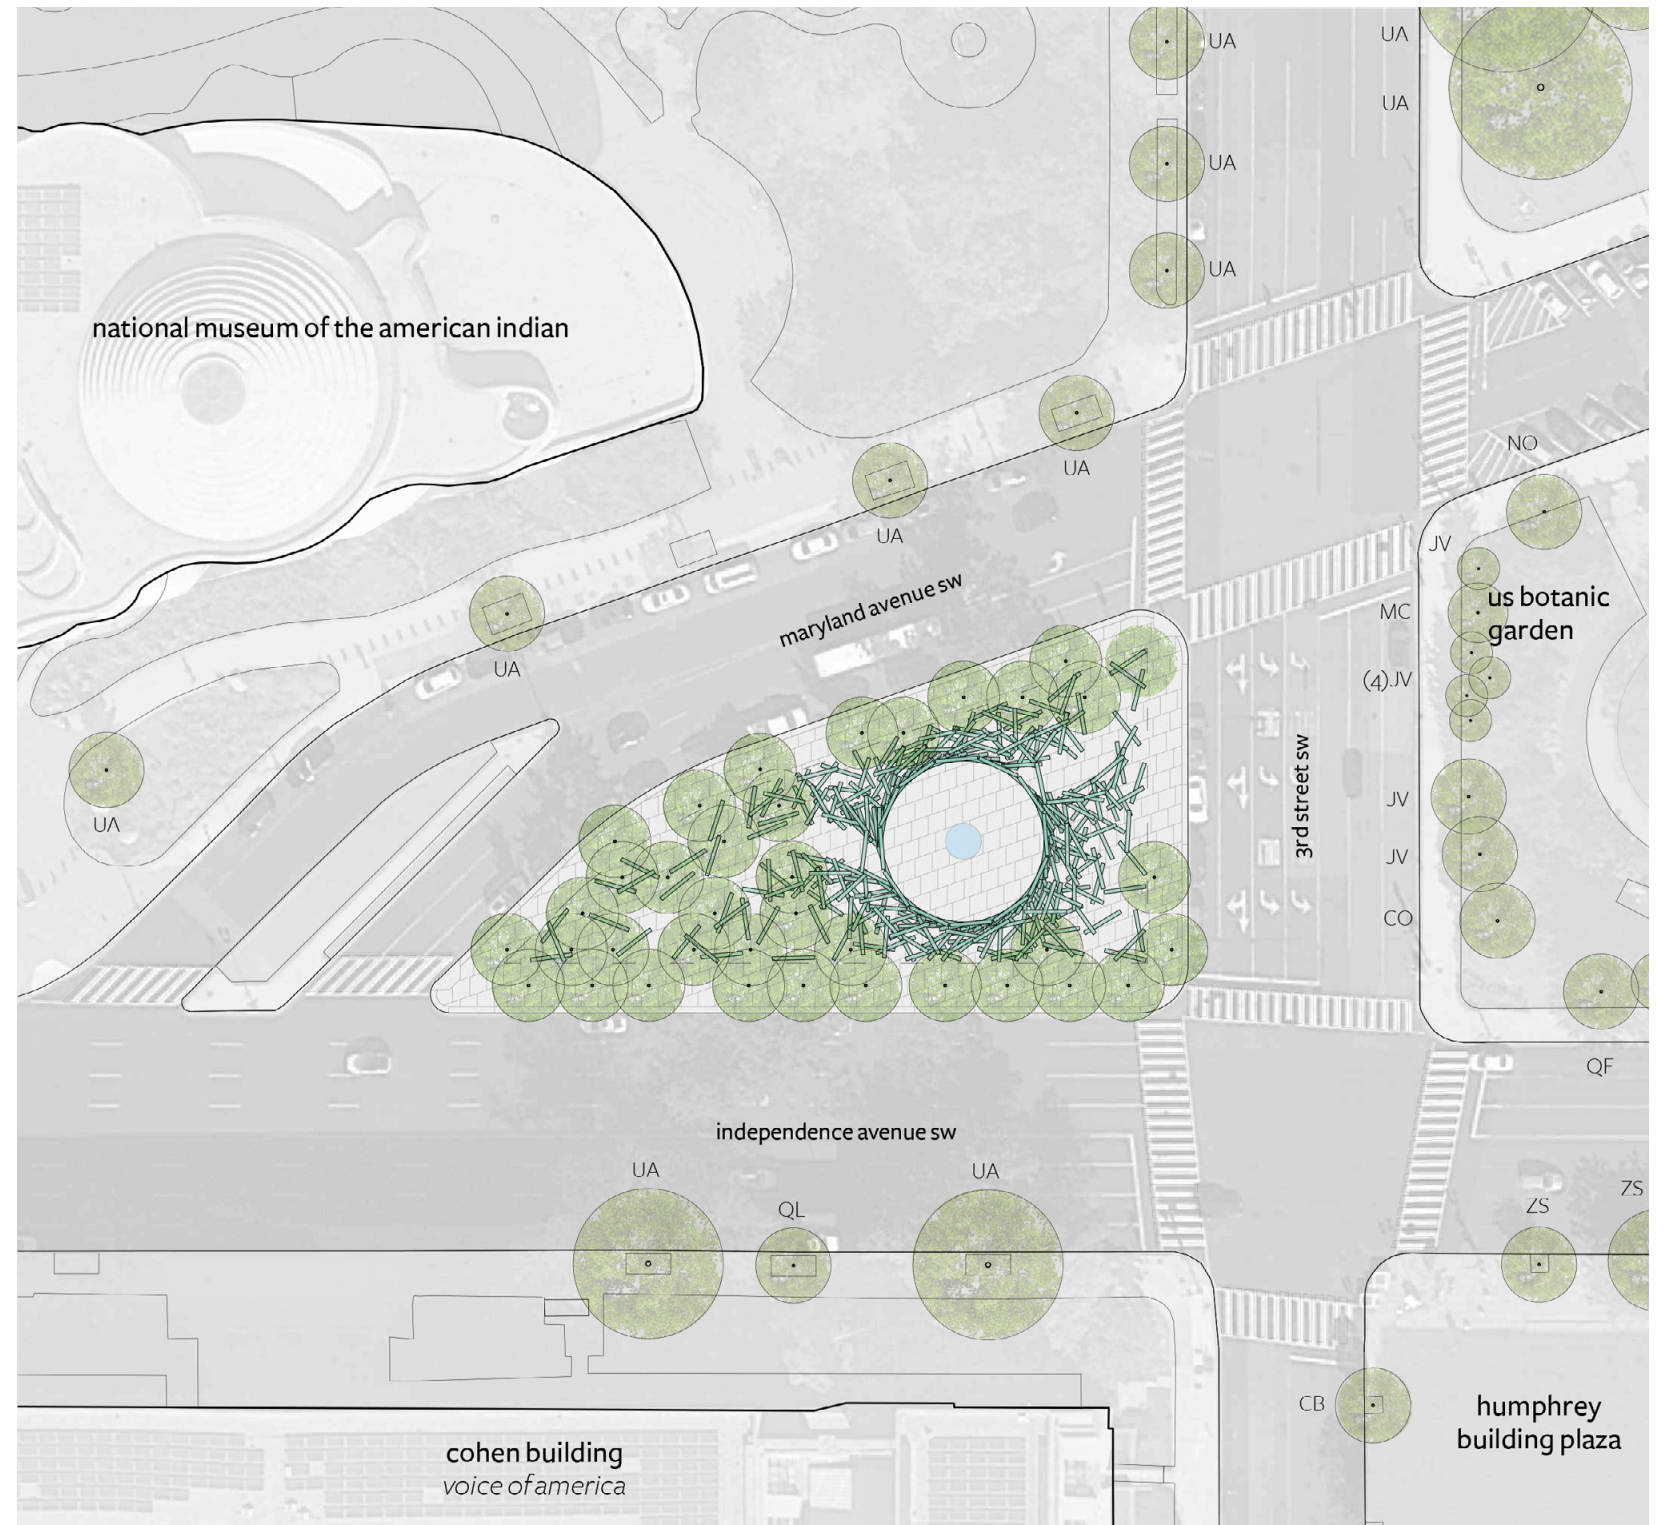 UA
UA
UA
UA
UA
national museum of the american indian
UA
NO
UA
UA
JV
maryland avenue sw
us botanic
garden
MC
UA
(4) JV
3rd street sw
JV
UA
JV
CO
QF
independence avenue sw
UA
UA
QL
ZS
ZS
CB
humphrey
building plaza
cohen building
voice of america